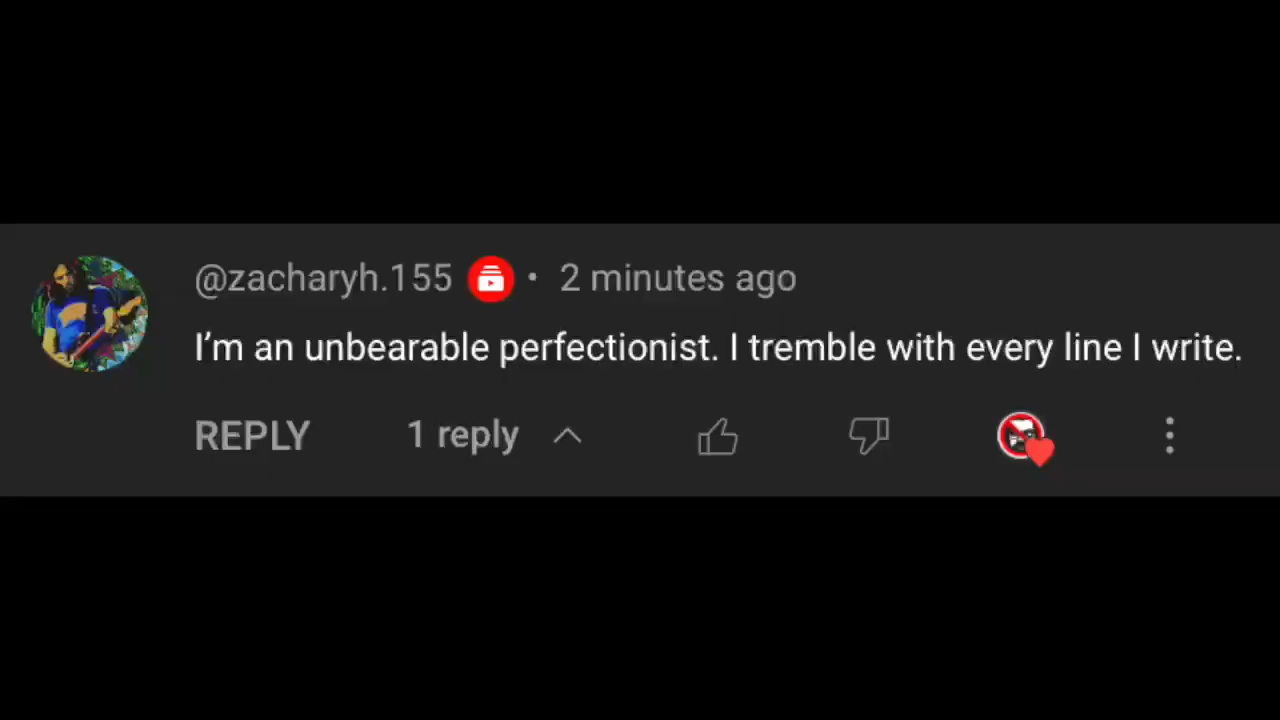 @zacharyh.155 • 2 minutes ago
I’m an unbearable perfectionist. I tremble with every line I write.
REPLY 1 reply